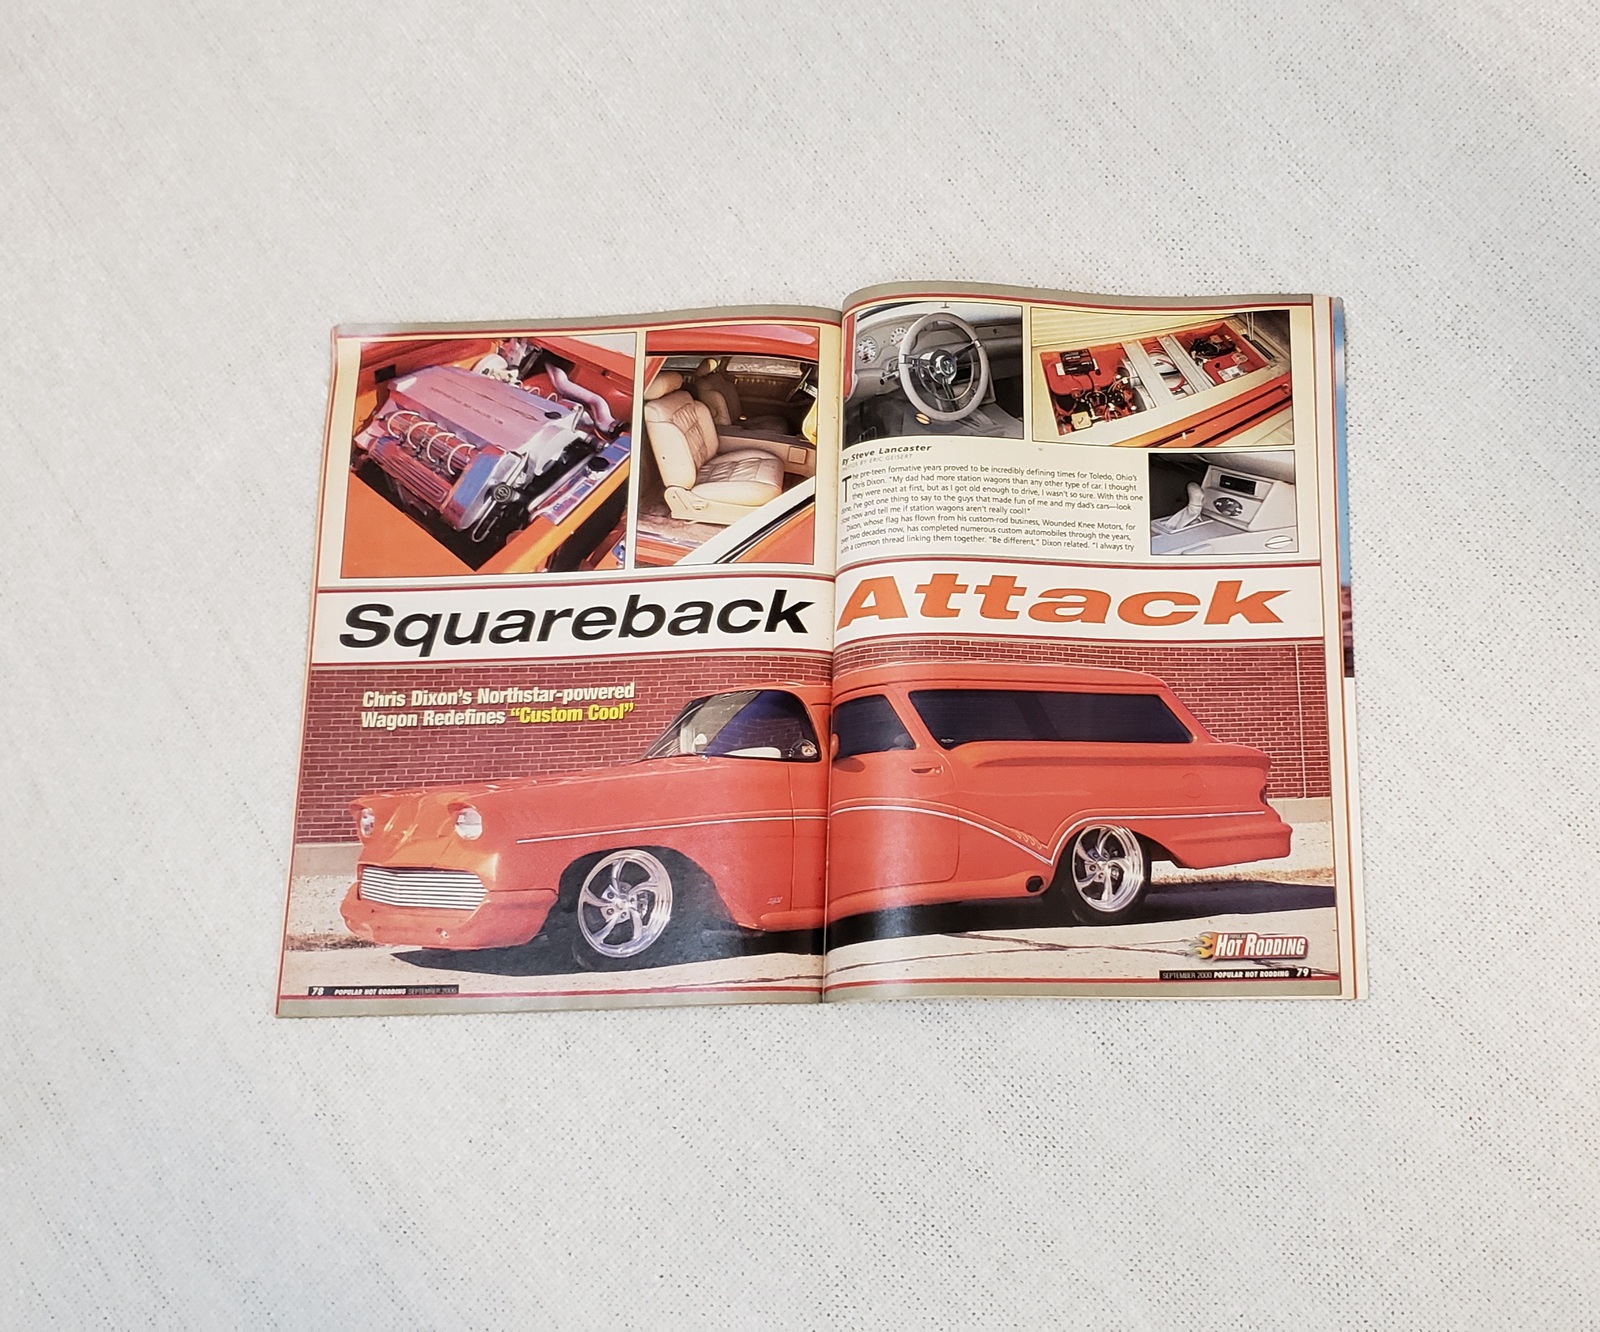 By Steve Lancaster
PHOTOS BY ERIC GEISERT
The pre-teen formative years proved to be incredibly defining times for Toledo, Ohio's
Chris Dixon. "My dad had more station wagons than any other type of car. I thought
they were neat at first, but as I got old enough to drive, I wasn't so sure. With this one
done, I've got one thing to say to the guys that made fun of me and my dad's cars—look
now and tell me if station wagons aren't really cool!"
Dixon, whose flag has flown from his custom-rod business, Wounded Knee Motors, for
over two decades now, has completed numerous custom automobiles through the years,
with a common thread linking them together. "Be different," Dixon related. "I always try
Squareback Attack
Chris Dixon's Northstar-powered
Wagon Redefines "Custom Cool"
POPULAR
HOT RODDING
78 POPULAR HOT RODDING SEPTEMBER 2000
SEPTEMBER 2000 POPULAR HOT RODDING 79